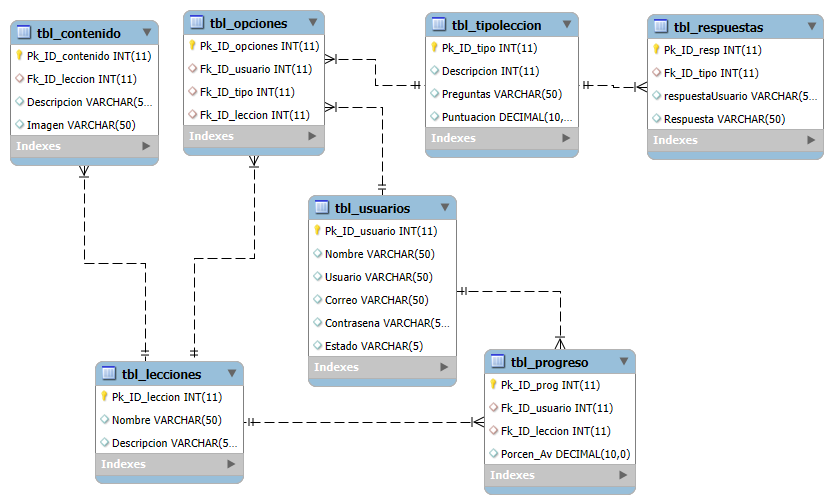 tbl_contenido
Pk_ID_contenido INT(11)
Fk_ID_leccion INT(11)
Descripcion VARCHAR(5...
Imagen VARCHAR(50)
Indexes
tbl_opciones
Pk_ID_opciones INT(11)
Fk_ID_usuario INT(11)
Fk_ID_tipo INT(11)
Fk_ID_leccion INT(11)
Indexes
tbl_tipoleccion
Pk_ID_tipo INT(11)
Descripcion INT(11)
Preguntas VARCHAR(50)
Puntuacion DECIMAL(10,...
Indexes
tbl_respuestas
Pk_ID_resp INT(11)
Fk_ID_tipo INT(11)
respuestaUsuario VARCHAR(5...
Respuesta VARCHAR(50)
Indexes
tbl_usuarios
Pk_ID_usuario INT(11)
Nombre VARCHAR(50)
Usuario VARCHAR(50)
Correo VARCHAR(50)
Contrasena VARCHAR(5...
Estado VARCHAR(5)
Indexes
tbl_lecciones
Pk_ID_leccion INT(11)
Nombre VARCHAR(50)
Descripcion VARCHAR(5...
Indexes
tbl_progreso
Pk_ID_prog INT(11)
Fk_ID_usuario INT(11)
Fk_ID_leccion INT(11)
Porcen_Av DECIMAL(10,0)
Indexes